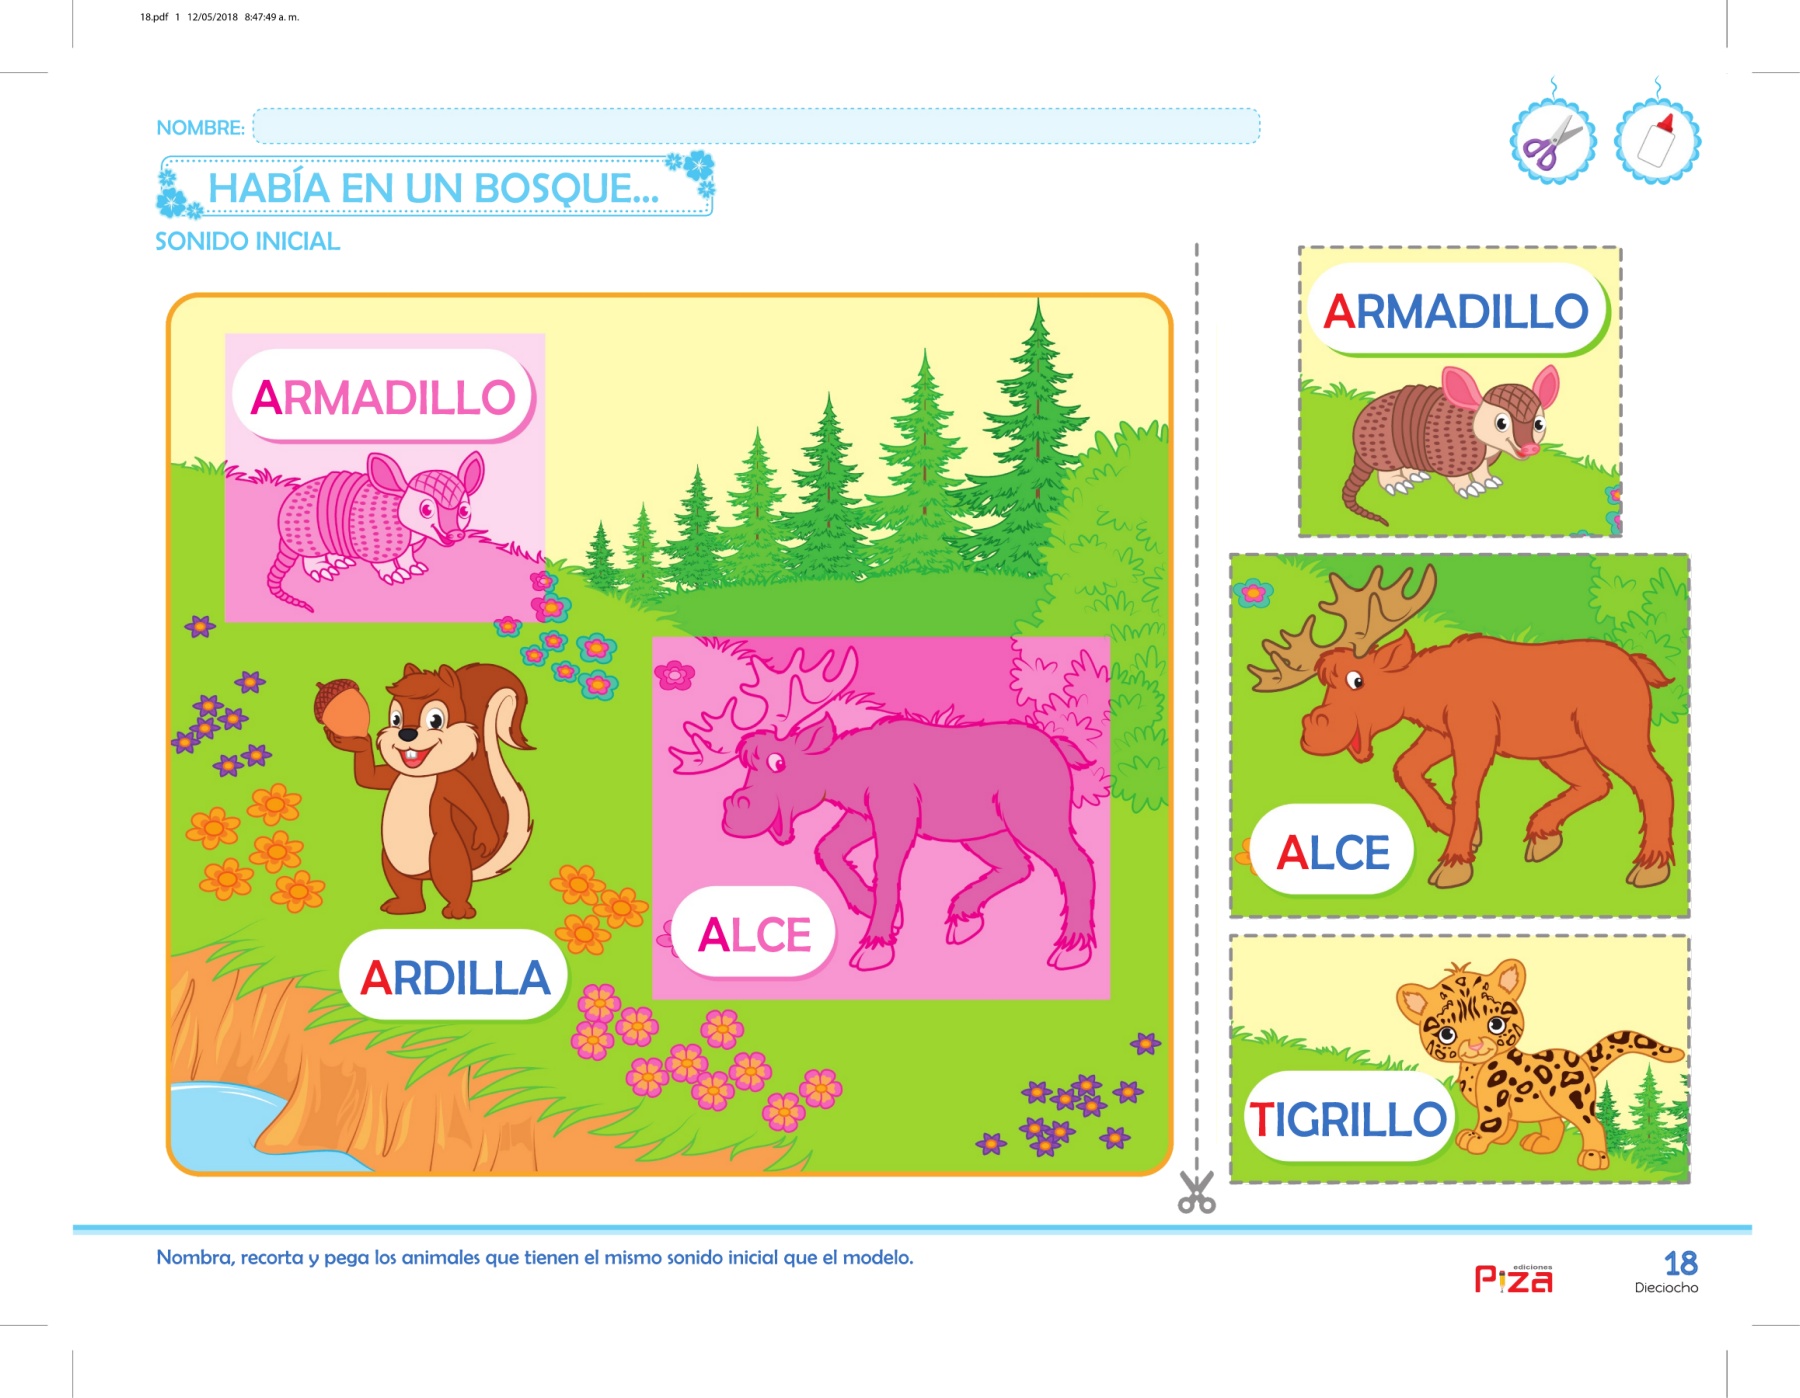 18.pdf   1   12/05/2018   8:47:49 a. m.
NOMBRE:
HABÍA EN UN BOSQUE...
SONIDO INICIAL
ARMADILLO
ARDILLA
ALCE
ARMADILLO
ALCE
TIGRILLO
Nombra, recorta y pega los animales que tienen el mismo sonido inicial que el modelo.
ediciones
Piza
18
Dieciocho